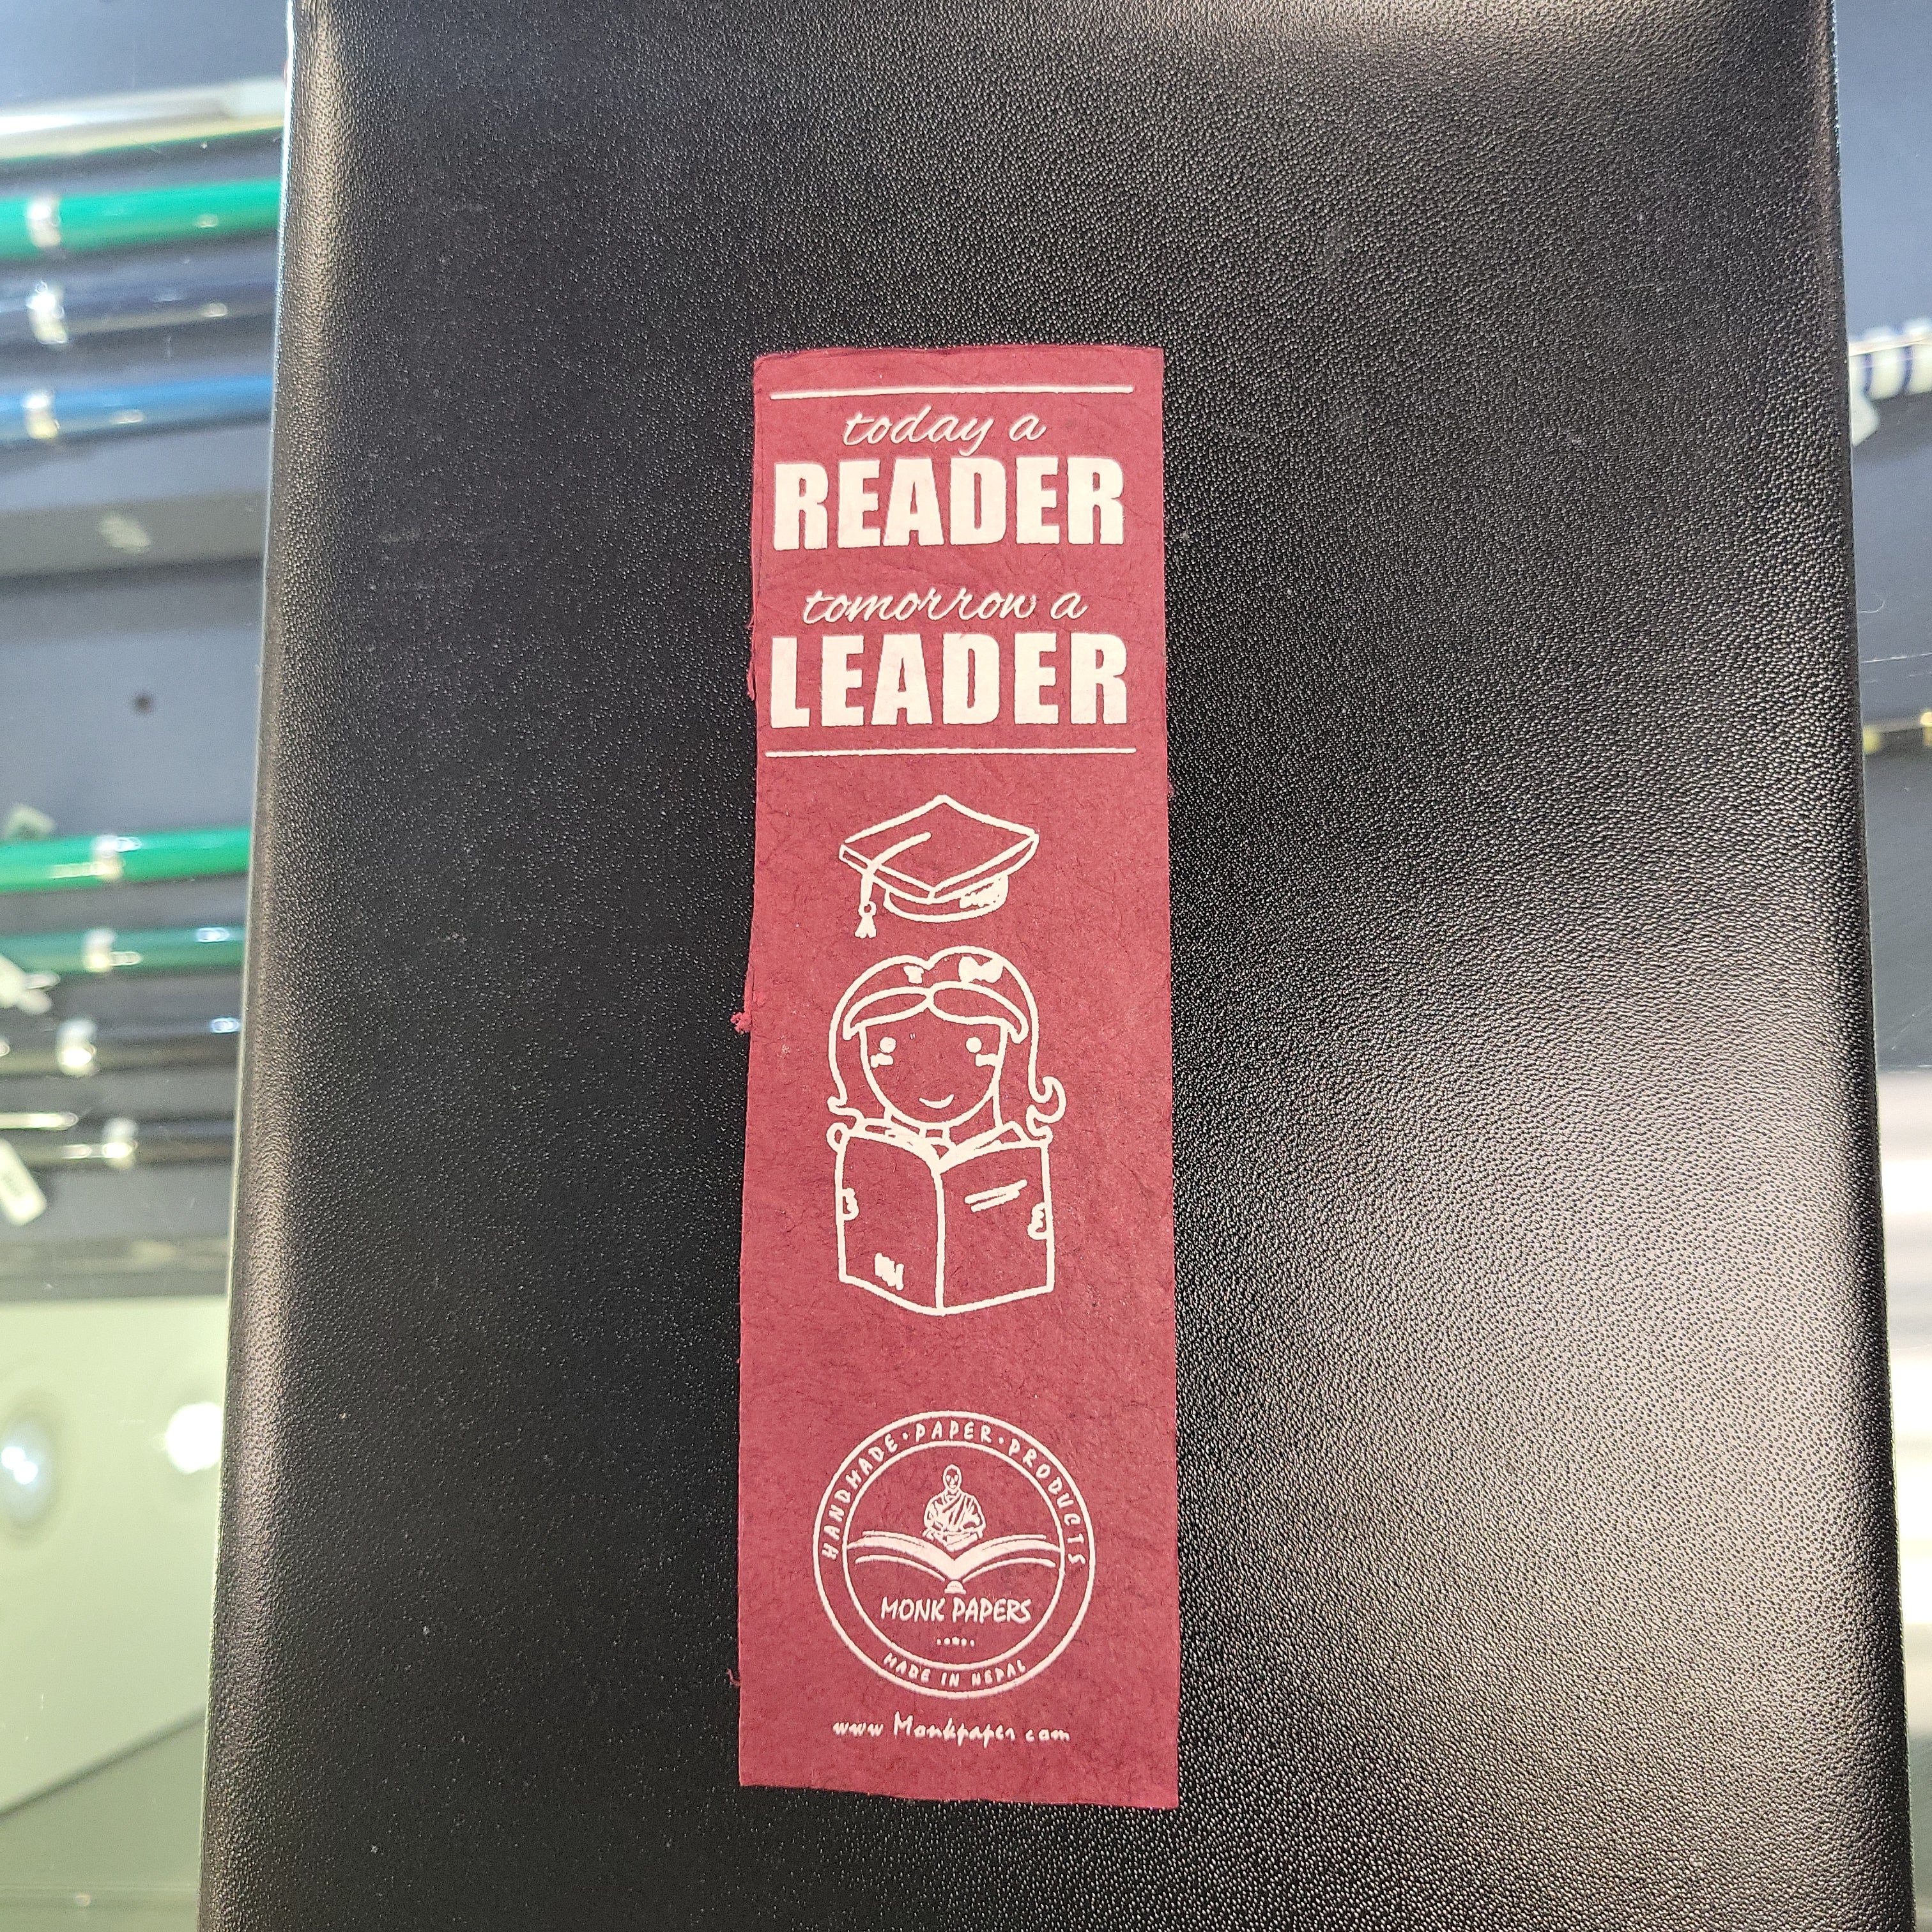 today a
READER
tomorrow a
LEADER
HANDMADE · PAPER · PRODUCTS
MONK PAPERS
MADE IN NEPAL
www Monkpaper com